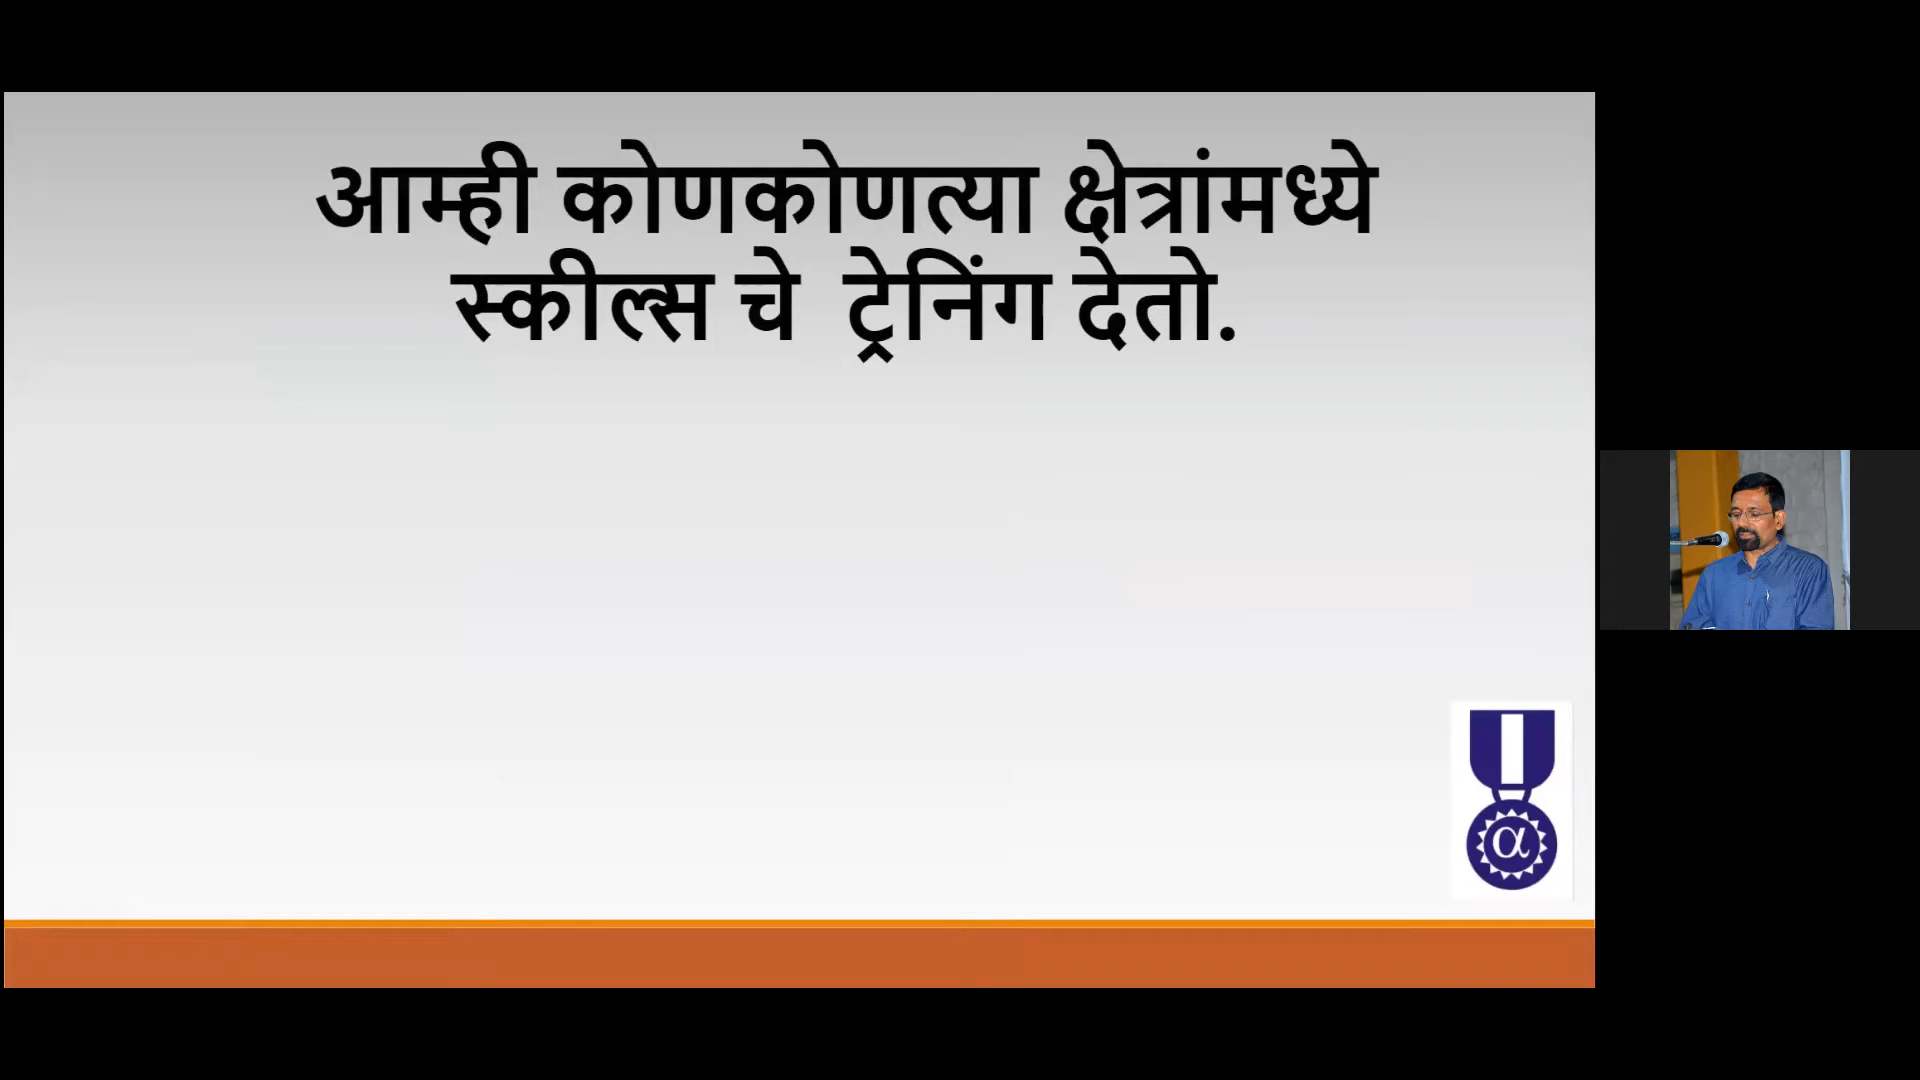 आम्ही कोणकोणत्या क्षेत्रांमध्ये
स्कील्स चे  ट्रेनिंग देतो.
α